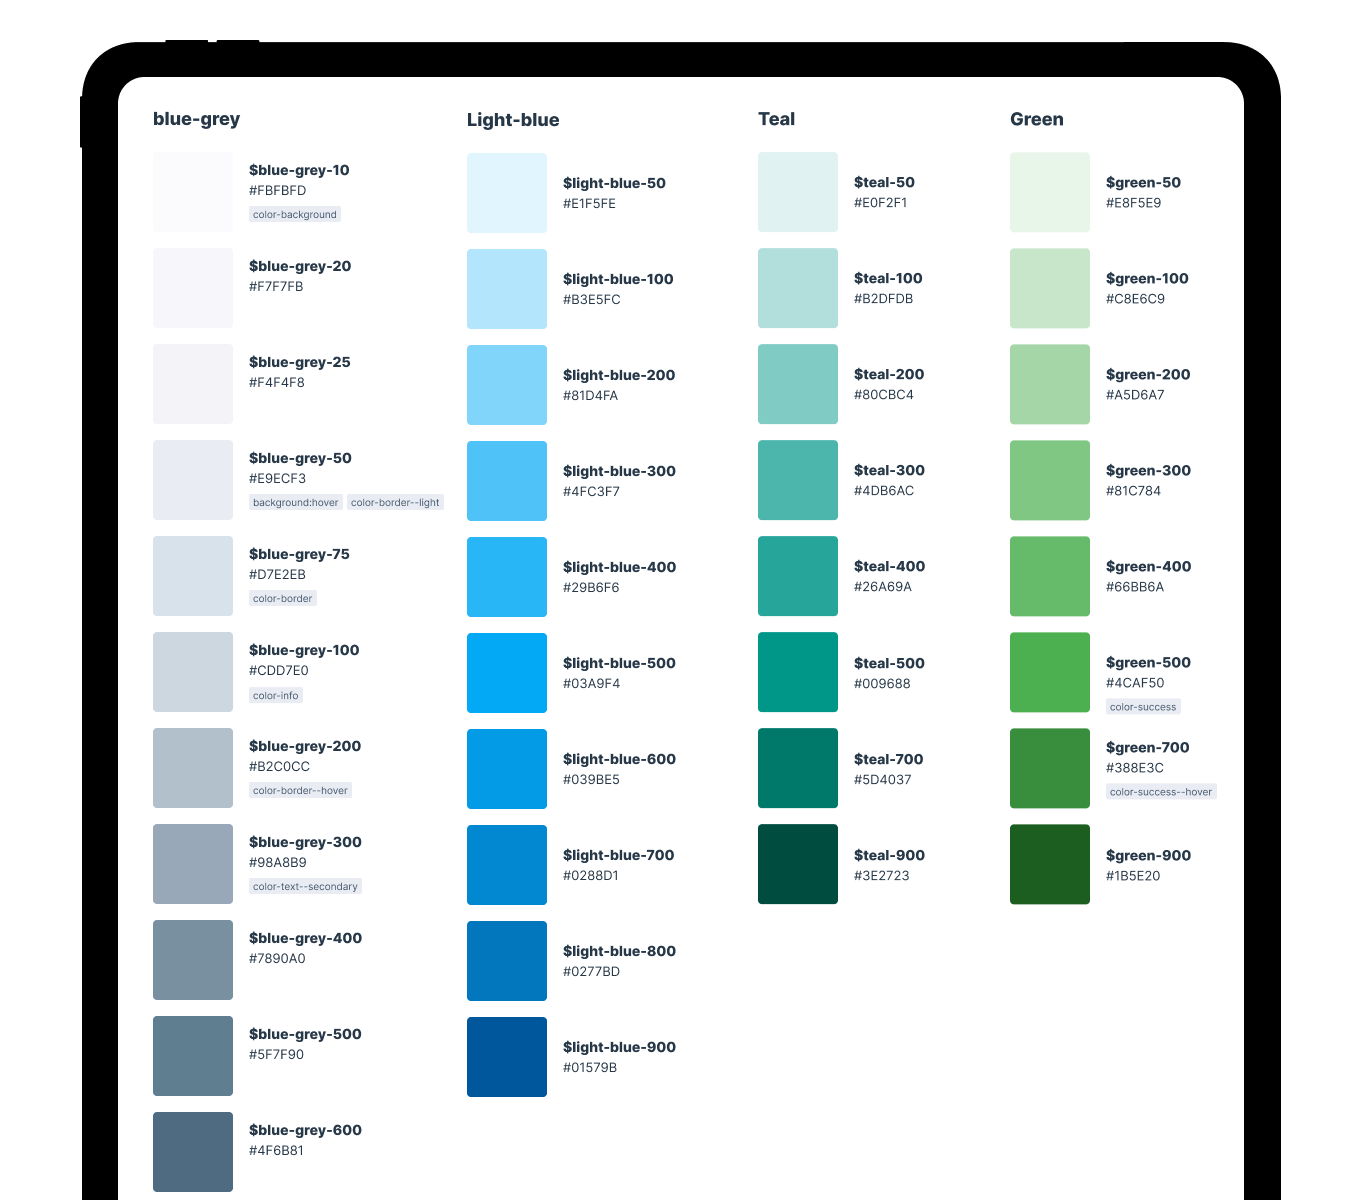 blue-grey
$blue-grey-10
#FBFBFD
color-background
$blue-grey-20
#F7F7FB
$blue-grey-25
#F4F4F8
$blue-grey-50
#E9ECF3
background:hover color-border--light
$blue-grey-75
#D7E2EB
color-border
$blue-grey-100
#CDD7E0
color-info
$blue-grey-200
#B2C0CC
color-border--hover
$blue-grey-300
#98A8B9
color-text--secondary
$blue-grey-400
#7890A0
$blue-grey-500
#5F7F90
$blue-grey-600
#4F6B81
Light-blue
$light-blue-50
#E1F5FE
$light-blue-100
#B3E5FC
$light-blue-200
#81D4FA
$light-blue-300
#4FC3F7
$light-blue-400
#29B6F6
$light-blue-500
#03A9F4
$light-blue-600
#039BE5
$light-blue-700
#0288D1
$light-blue-800
#0277BD
$light-blue-900
#01579B
Teal
$teal-50
#E0F2F1
$teal-100
#B2DFDB
$teal-200
#80CBC4
$teal-300
#4DB6AC
$teal-400
#26A69A
$teal-500
#009688
$teal-700
#5D4037
$teal-900
#3E2723
Green
$green-50
#E8F5E9
$green-100
#C8E6C9
$green-200
#A5D6A7
$green-300
#81C784
$green-400
#66BB6A
$green-500
#4CAF50
color-success
$green-700
#388E3C
color-success--hover
$green-900
#1B5E20